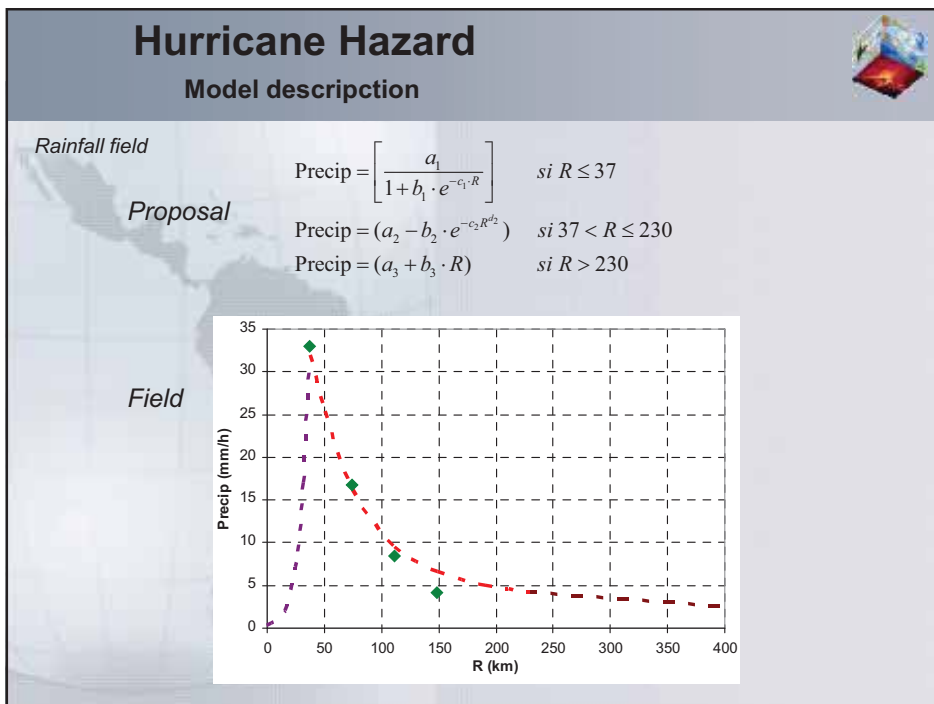 Hurricane Hazard
Model descripction
Rainfall field
Proposal
Precip = [ a₁ / (1 + b₁ · e^(−c₁·R)) ] si R ≤ 37
Precip = (a₂ − b₂ · e^(−c₂R^(d₂))) si 37 < R ≤ 230
Precip = (a₃ + b₃ · R) si R > 230
Field
Precip (mm/h)
35
30
25
20
15
10
5
0
0 50 100 150 200 250 300 350 400
R (km)